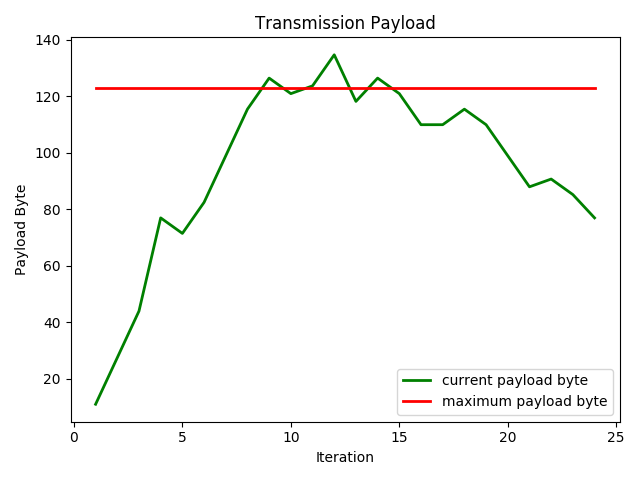 Transmission Payload
140
120
100
80
60
40
20
Payload Byte
0 5 10 15 20 25
Iteration
current payload byte
maximum payload byte